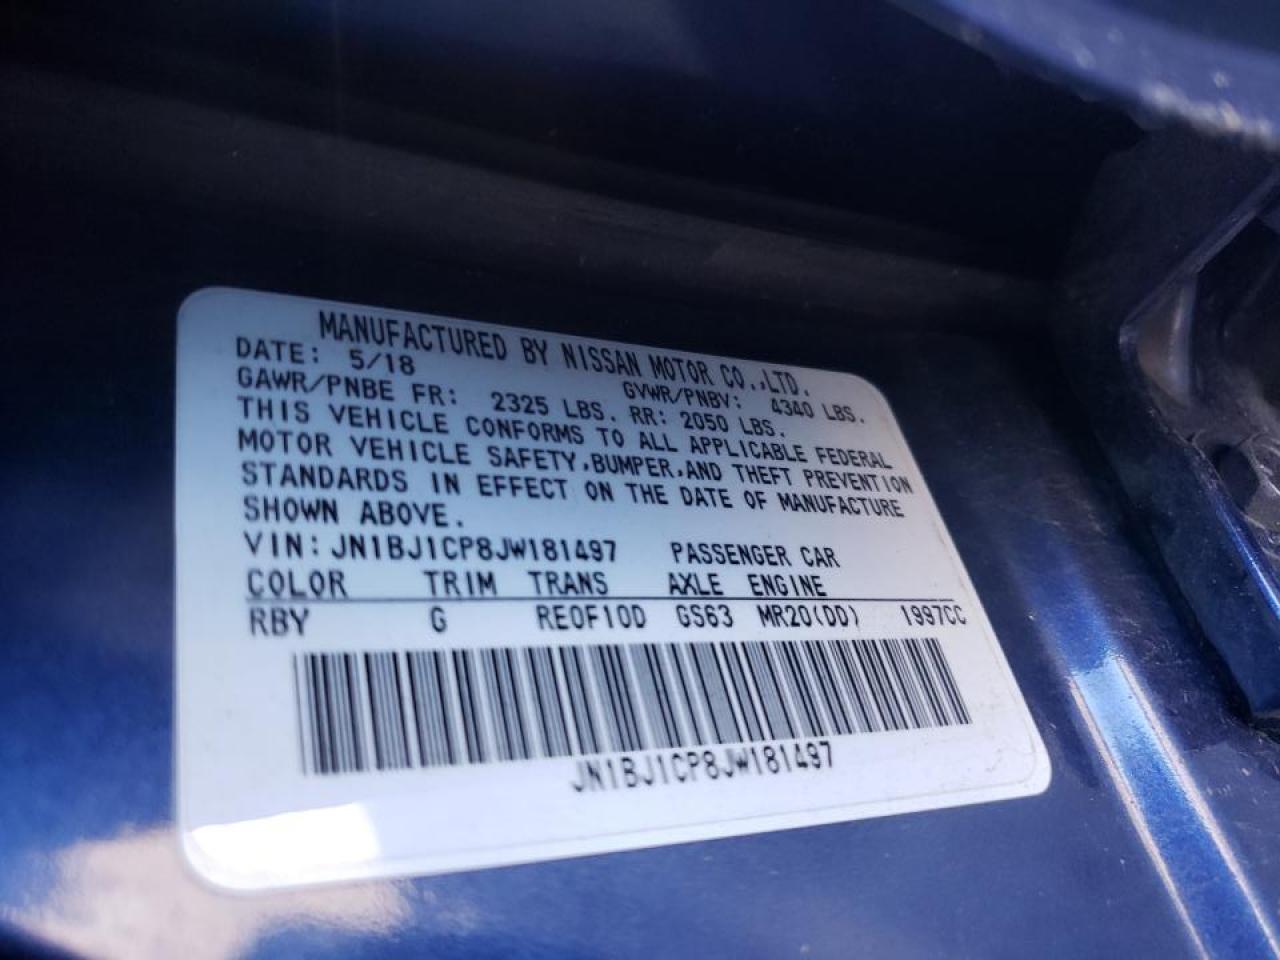 MANUFACTURED BY NISSAN MOTOR CO.,LTD.
DATE: 5/18 GVWR/PNBV: 4340 LBS.
GAWR/PNBE FR: 2325 LBS. RR: 2050 LBS.
THIS VEHICLE CONFORMS TO ALL APPLICABLE FEDERAL
MOTOR VEHICLE SAFETY,BUMPER,AND THEFT PREVENTION
STANDARDS IN EFFECT ON THE DATE OF MANUFACTURE
SHOWN ABOVE.
VIN: JN1BJ1CP8JW181497 PASSENGER CAR
COLOR TRIM TRANS AXLE ENGINE
RBY G RE0F10D GS63 MR20(DD) 1997CC
JN1BJ1CP8JW181497